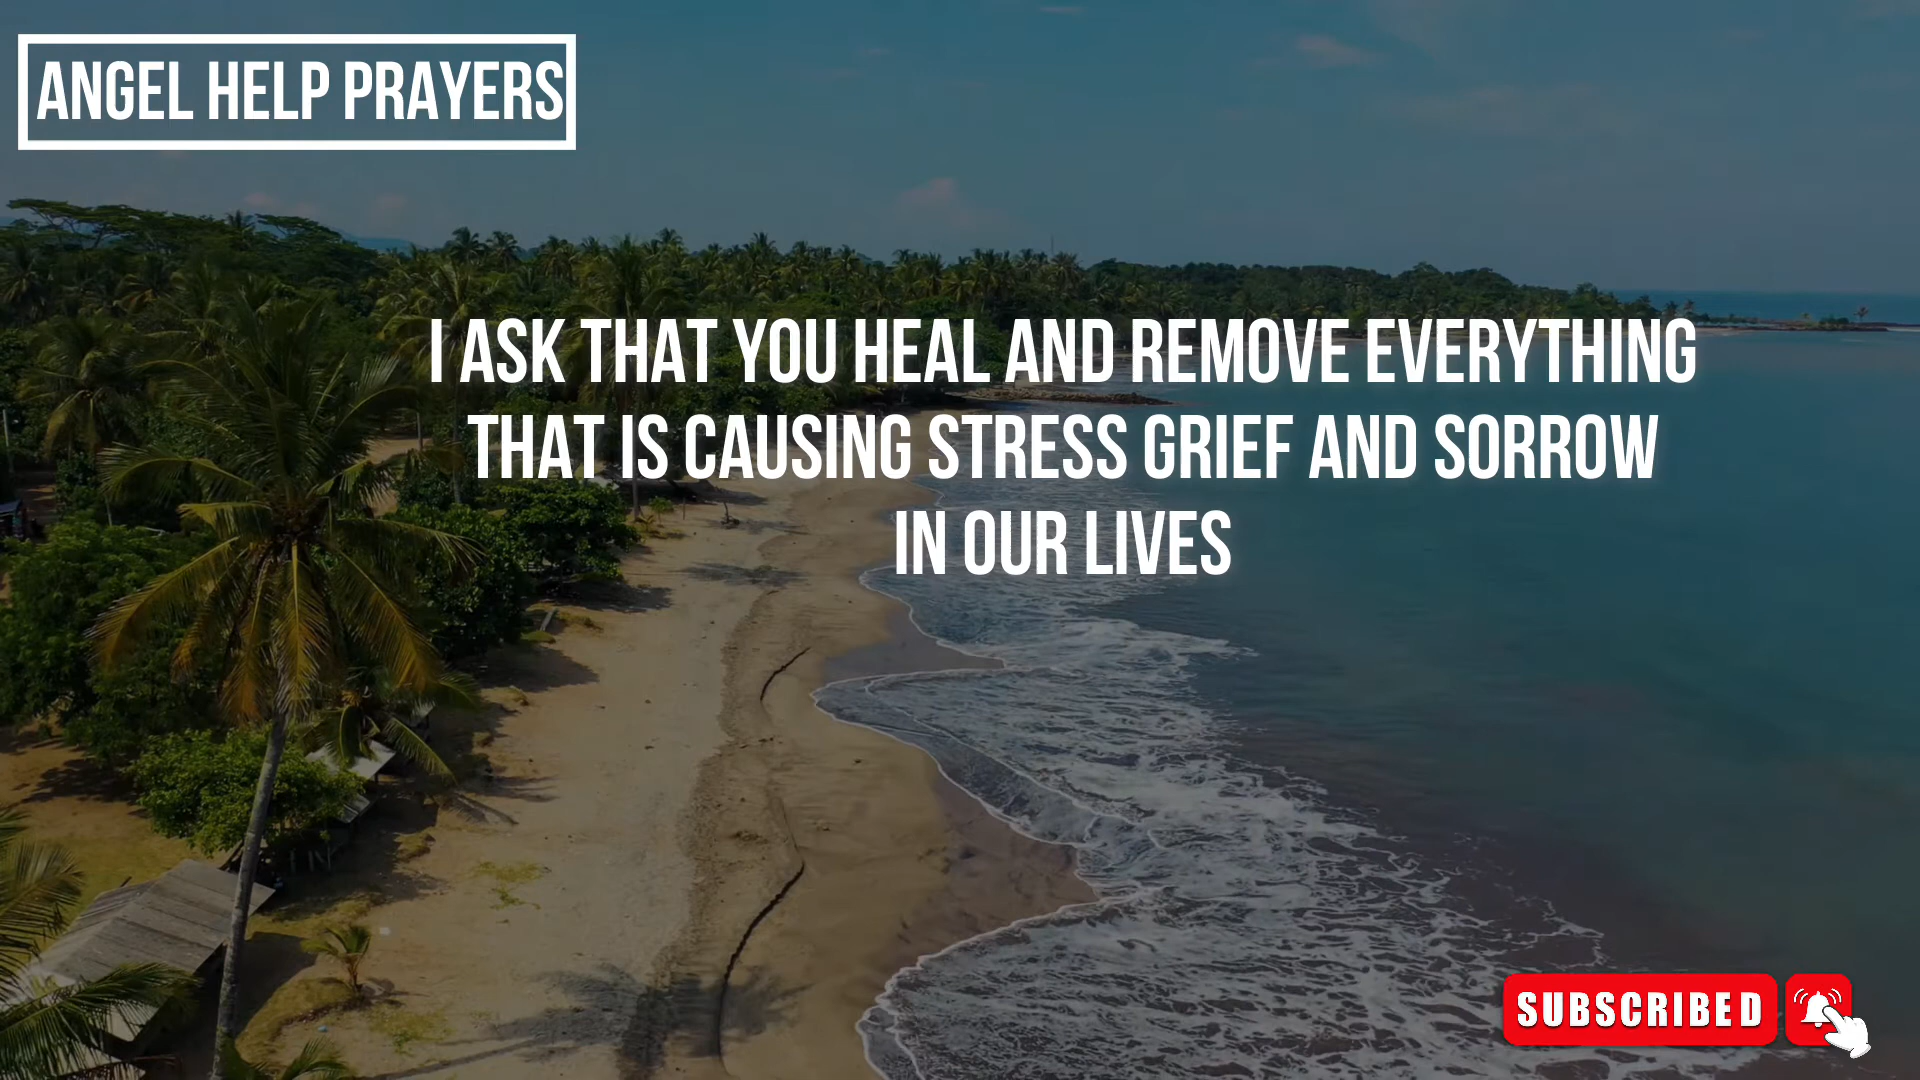 ANGEL HELP PRAYERS
I ASK THAT YOU HEAL AND REMOVE EVERYTHING
THAT IS CAUSING STRESS GRIEF AND SORROW
IN OUR LIVES
SUBSCRIBED